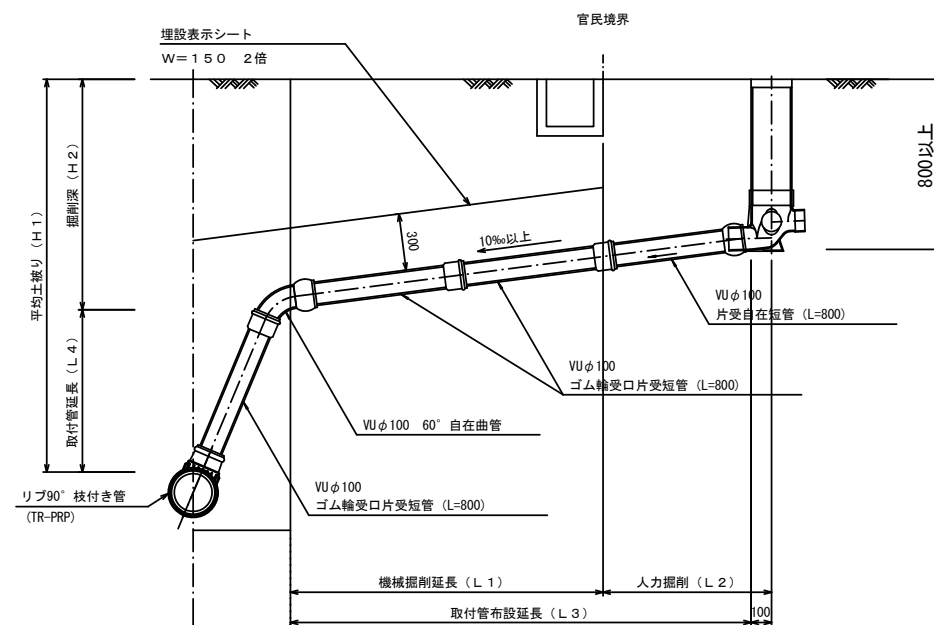 官民境界
埋設表示シート
W=150 2倍
800以上
掘削深（H2）
平均土被り（H1）
取付管延長（L4）
300
10‰以上
VUφ100
片受自在短管（L=800）
VUφ100
ゴム輪受口片受短管（L=800）
VUφ100 60°自在曲管
VUφ100
ゴム輪受口片受短管（L=800）
リブ90°枝付き管
(TR-PRP)
機械掘削延長（L1）
人力掘削（L2）
取付管布設延長（L3）
100